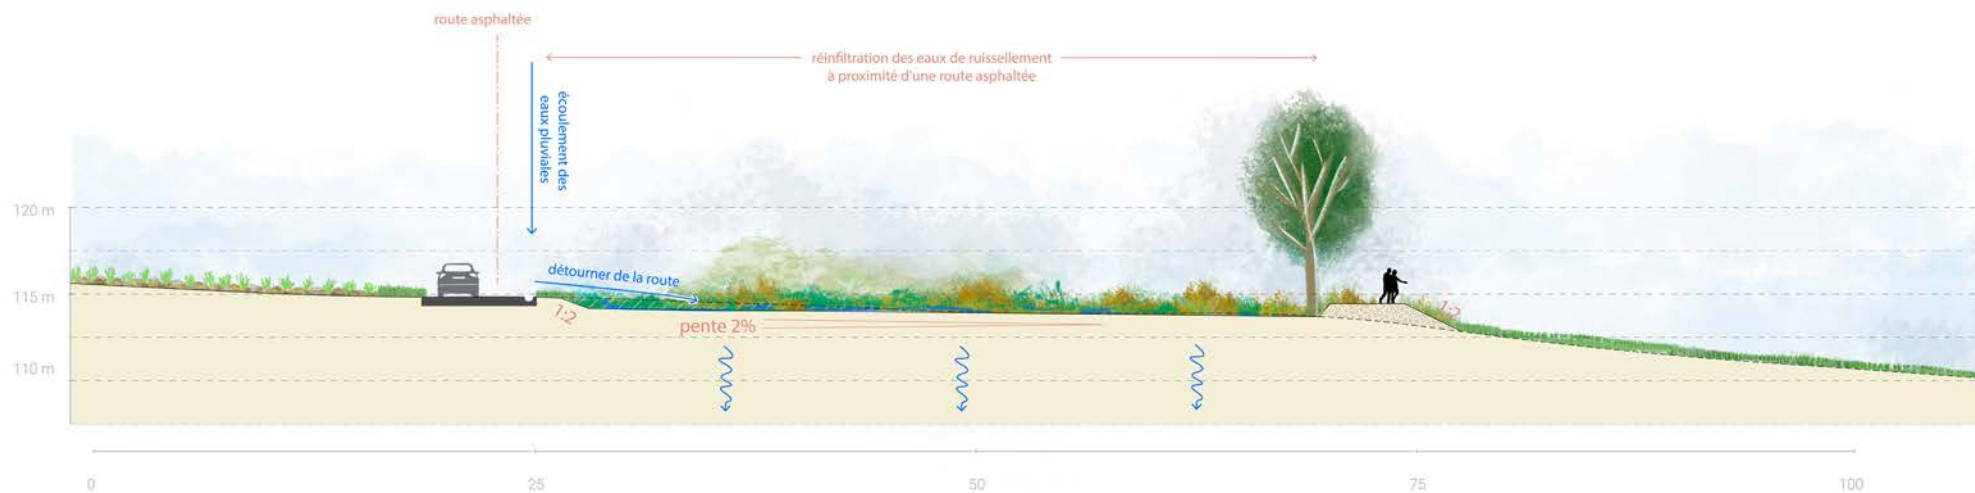 route asphaltée
réinfiltration des eaux de ruissellement
à proximité d'une route asphaltée
écoulement des
eaux pluviales
120 m
détourner de la route
115 m
1:2
1:2
pente 2%
110 m
0
25
50
75
100